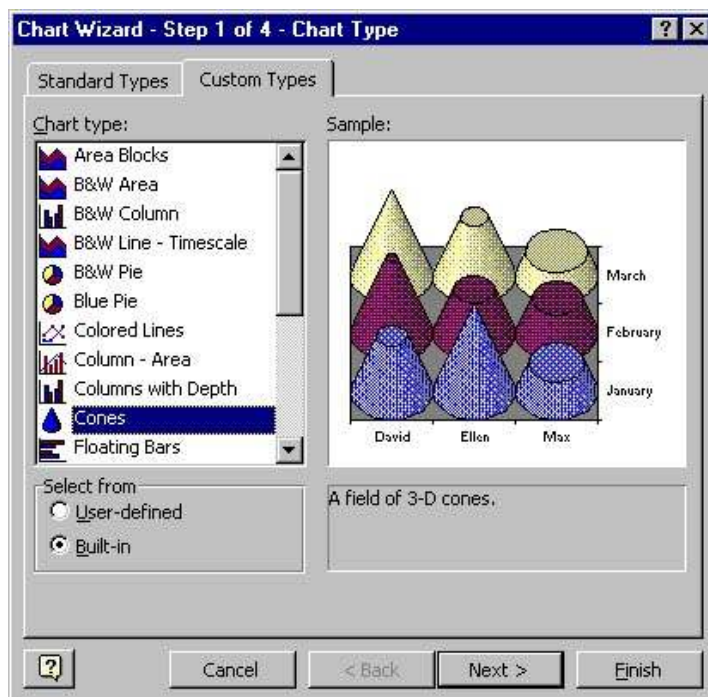 Chart Wizard - Step 1 of 4 - Chart Type
Standard Types
Custom Types
Chart type:
Area Blocks
B&W Area
B&W Column
B&W Line - Timescale
B&W Pie
Blue Pie
Colored Lines
Column - Area
Columns with Depth
Cones
Floating Bars
Sample:
March
February
January
David Ellen Max
Select from
User-defined
Built-in
A field of 3-D cones.
Cancel
< Back
Next >
Finish